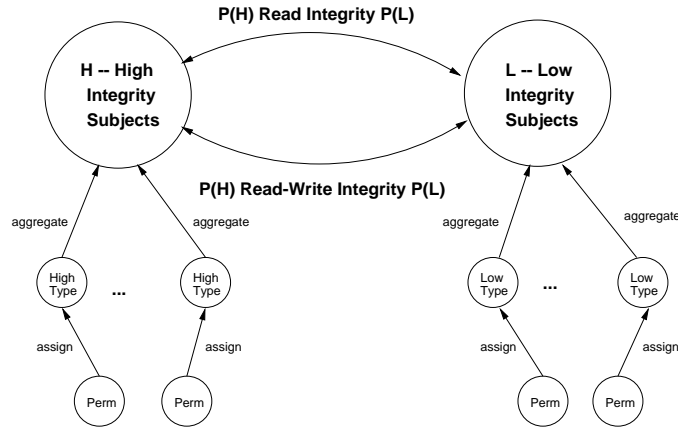 P(H) Read Integrity P(L)
H -- High
Integrity
Subjects
L -- Low
Integrity
Subjects
P(H) Read-Write Integrity P(L)
aggregate
aggregate
aggregate
aggregate
High
Type
...
High
Type
Low
Type
...
Low
Type
assign
assign
assign
assign
Perm
Perm
Perm
Perm